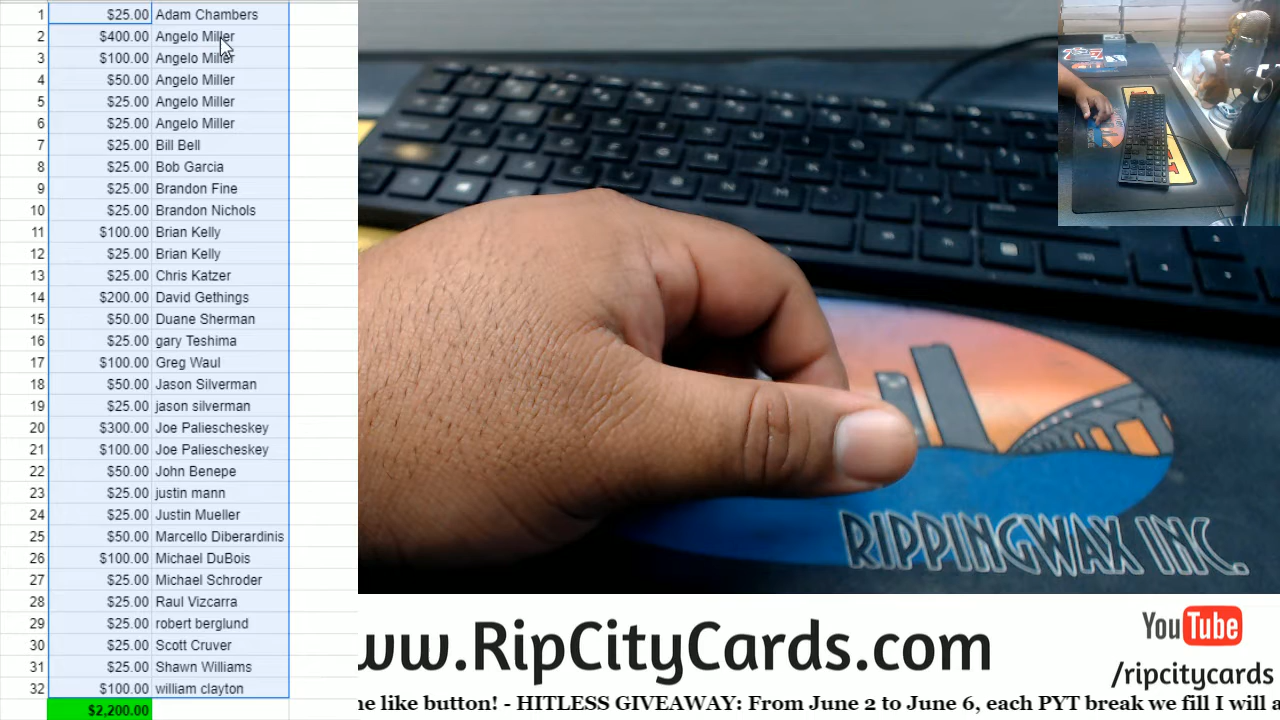 1 $25.00 Adam Chambers
2 $400.00 Angelo Miller
3 $100.00 Angelo Miller
4 $50.00 Angelo Miller
5 $25.00 Angelo Miller
6 $25.00 Angelo Miller
7 $25.00 Bill Bell
8 $25.00 Bob Garcia
9 $25.00 Brandon Fine
10 $25.00 Brandon Nichols
11 $100.00 Brian Kelly
12 $25.00 Brian Kelly
13 $25.00 Chris Katzer
14 $200.00 David Gethings
15 $50.00 Duane Sherman
16 $25.00 gary Teshima
17 $100.00 Greg Waul
18 $50.00 Jason Silverman
19 $25.00 jason silverman
20 $300.00 Joe Paliescheskey
21 $100.00 Joe Paliescheskey
22 $50.00 John Benepe
23 $25.00 justin mann
24 $25.00 Justin Mueller
25 $50.00 Marcello Diberardinis
26 $100.00 Michael DuBois
27 $25.00 Michael Schroder
28 $25.00 Raul Vizcarra
29 $25.00 robert berglund
30 $25.00 Scott Cruver
31 $25.00 Shawn Williams
32 $100.00 william clayton
$2,200.00
RIPPINGWAX INC.
www.RipCityCards.com
YouTube
/ripcitycards
ne like button! - HITLESS GIVEAWAY: From June 2 to June 6, each PYT break we fill I will a